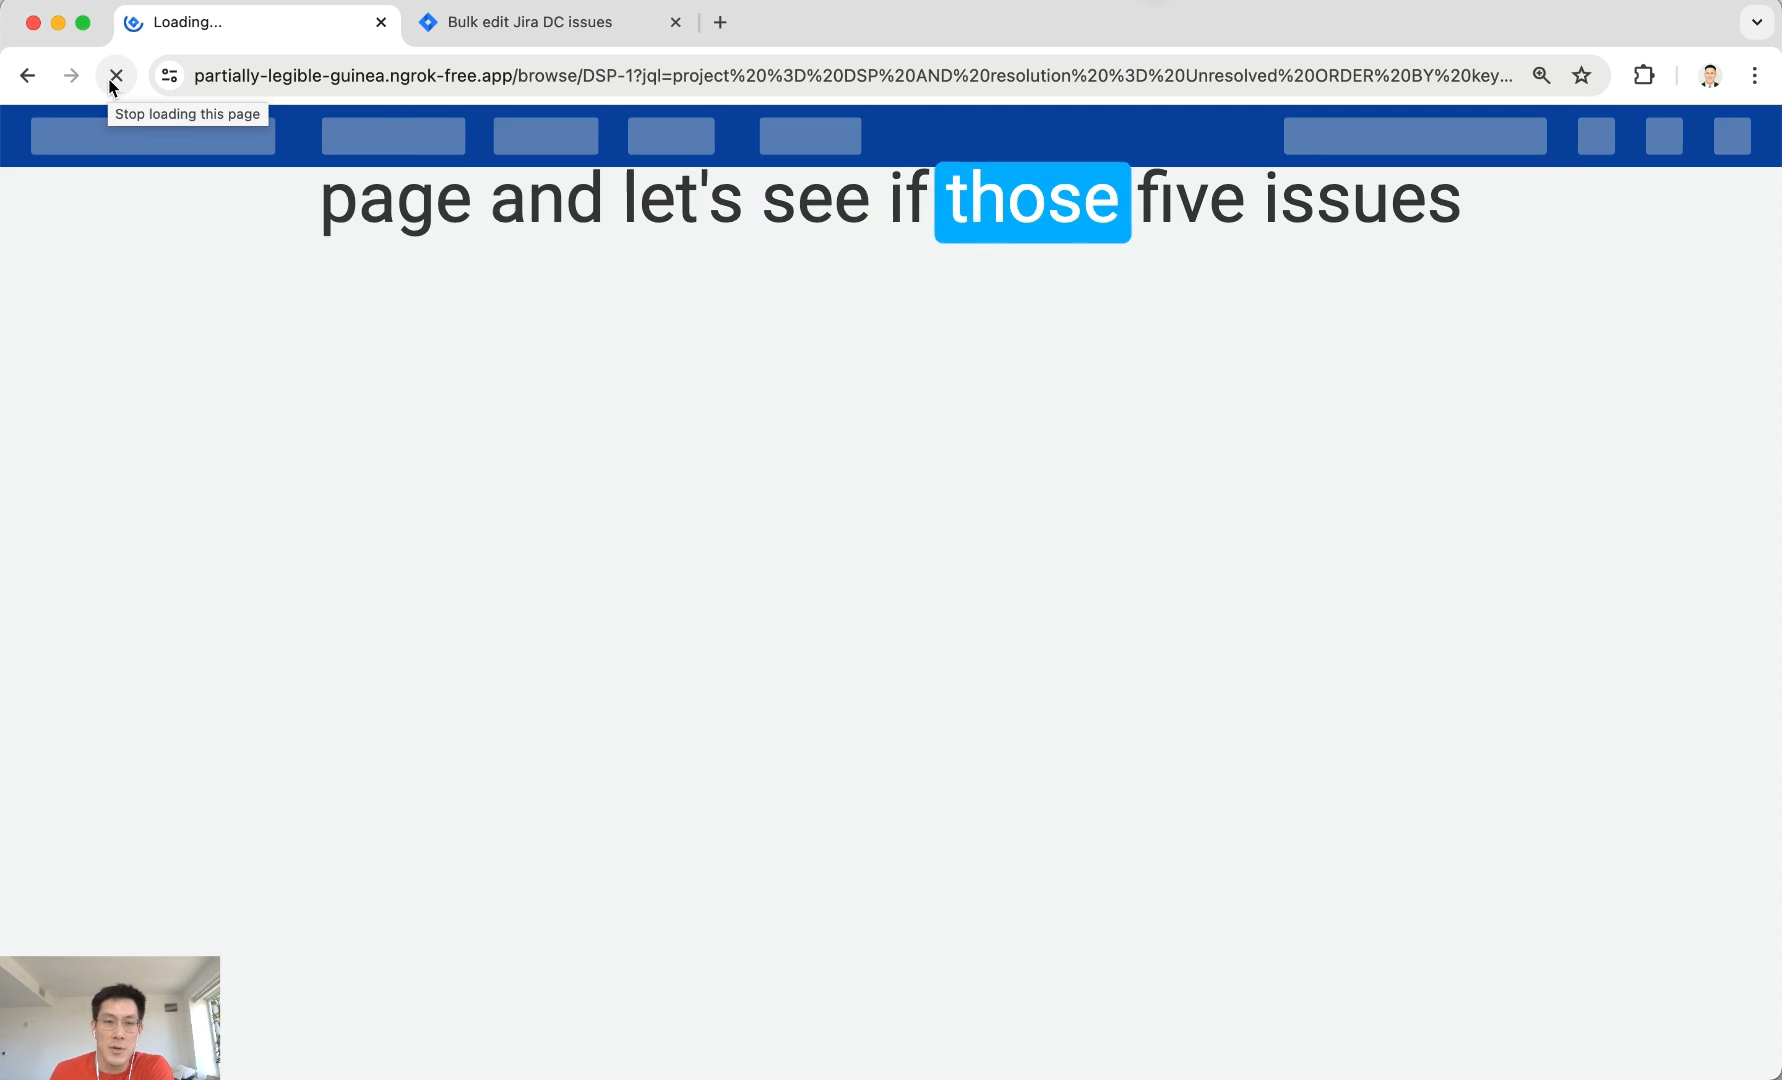 Loading...
Bulk edit Jira DC issues
partially-legible-guinea.ngrok-free.app/browse/DSP-1?jql=project%20%3D%20DSP%20AND%20resolution%20%3D%20Unresolved%20ORDER%20BY%20key...
Stop loading this page
page and let's see if those five issues